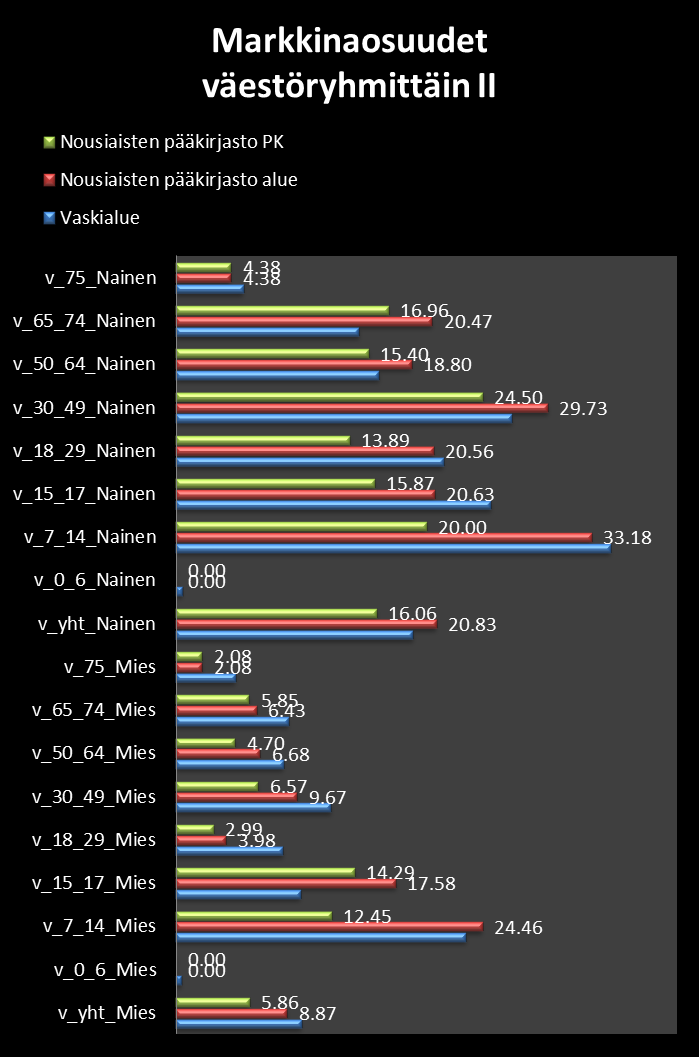 Markkinaosuudet
väestöryhmittäin II
Nousiaisten pääkirjasto PK
Nousiaisten pääkirjasto alue
Vaskialue
v_75_Nainen 4.38
4.38
v_65_74_Nainen 16.96
20.47
v_50_64_Nainen 15.40
18.80
v_30_49_Nainen 24.50
29.73
v_18_29_Nainen 13.89
20.56
v_15_17_Nainen 15.87
20.63
v_7_14_Nainen 20.00
33.18
v_0_6_Nainen 0.00
0.00
v_yht_Nainen 16.06
20.83
v_75_Mies 2.08
2.08
v_65_74_Mies 5.85
6.43
v_50_64_Mies 4.70
6.68
v_30_49_Mies 6.57
9.67
v_18_29_Mies 2.99
3.98
v_15_17_Mies 14.29
17.58
v_7_14_Mies 12.45
24.46
v_0_6_Mies 0.00
0.00
v_yht_Mies 5.86
8.87